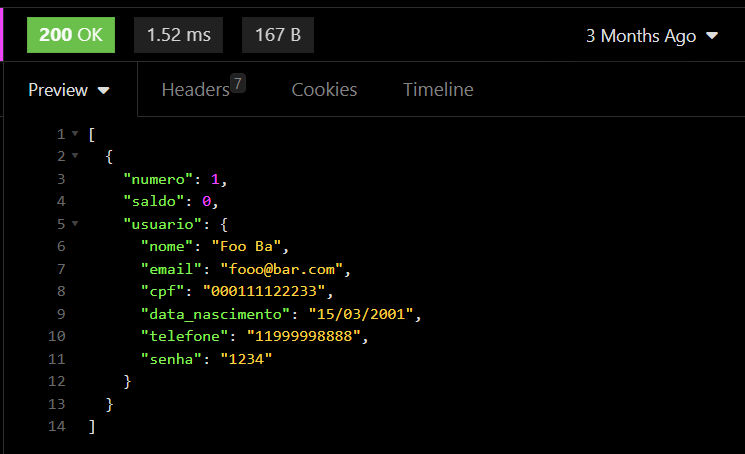 200 OK 1.52 ms 167 B 3 Months Ago
Preview Headers 7 Cookies Timeline
1 [
2 {
3 "numero": 1,
4 "saldo": 0,
5 "usuario": {
6 "nome": "Foo Ba",
7 "email": "fooo@bar.com",
8 "cpf": "000111122233",
9 "data_nascimento": "15/03/2001",
10 "telefone": "11999998888",
11 "senha": "1234"
12 }
13 }
14 ]